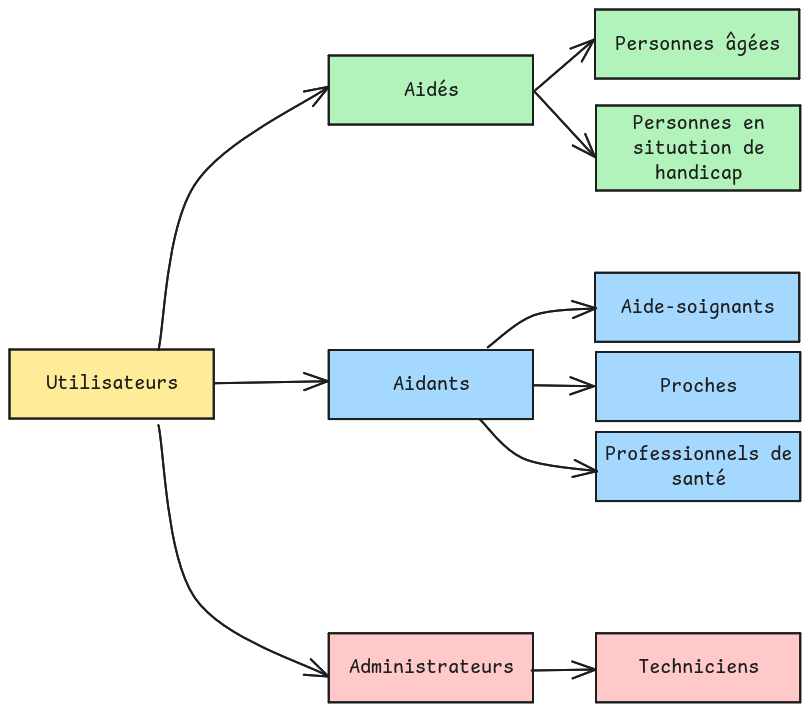 Personnes âgées
Aidés
Personnes en
situation de
handicap
Aide-soignants
Utilisateurs
Aidants
Proches
Professionnels de
santé
Administrateurs
Techniciens